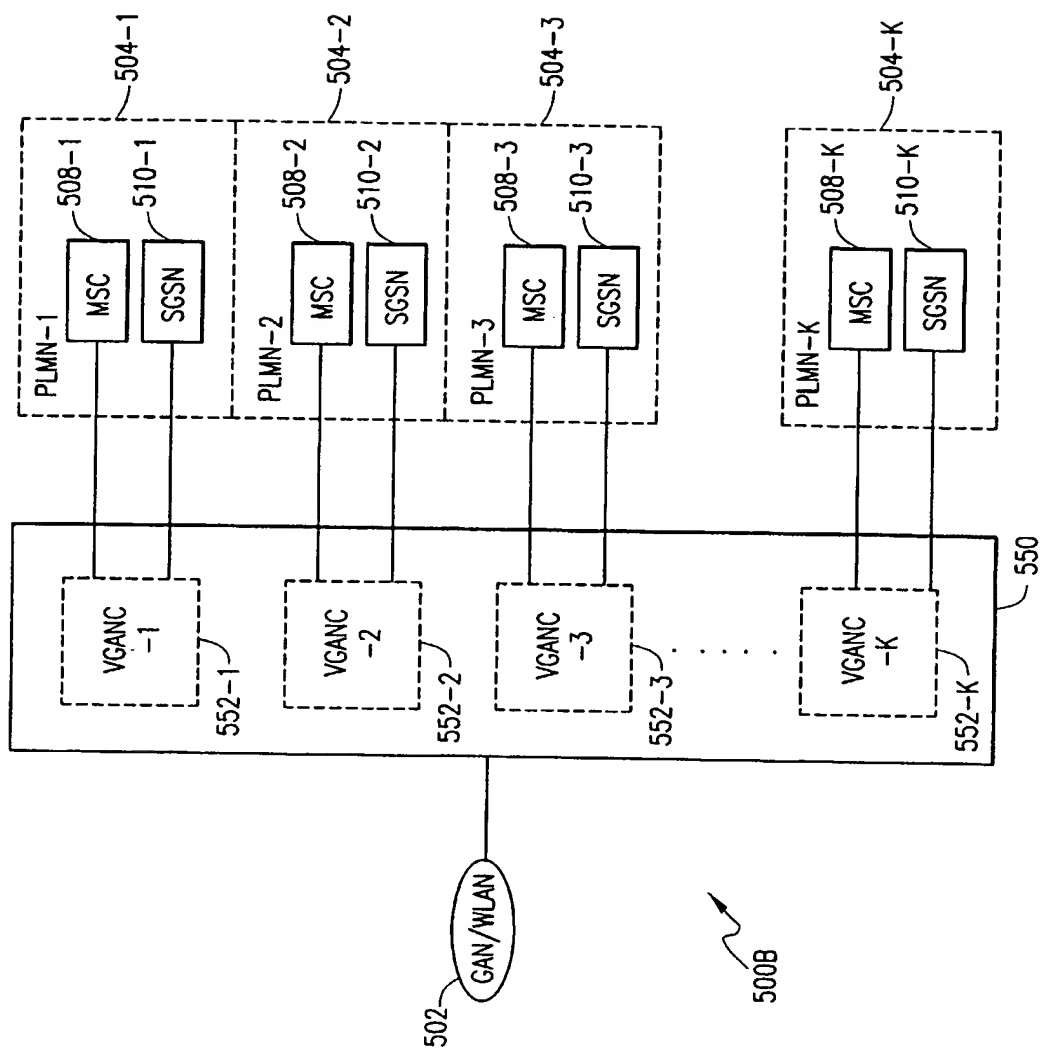 504-1
PLMN-1
508-1
MSC
510-1
SGSN
504-2
PLMN-2
508-2
MSC
510-2
SGSN
504-3
PLMN-3
508-3
MSC
510-3
SGSN
504-K
PLMN-K
508-K
MSC
510-K
SGSN
VGANC
-1
552-1
VGANC
-2
552-2
VGANC
-3
552-3
. . . . . .
VGANC
-K
552-K
550
GAN/WLAN
502
500B